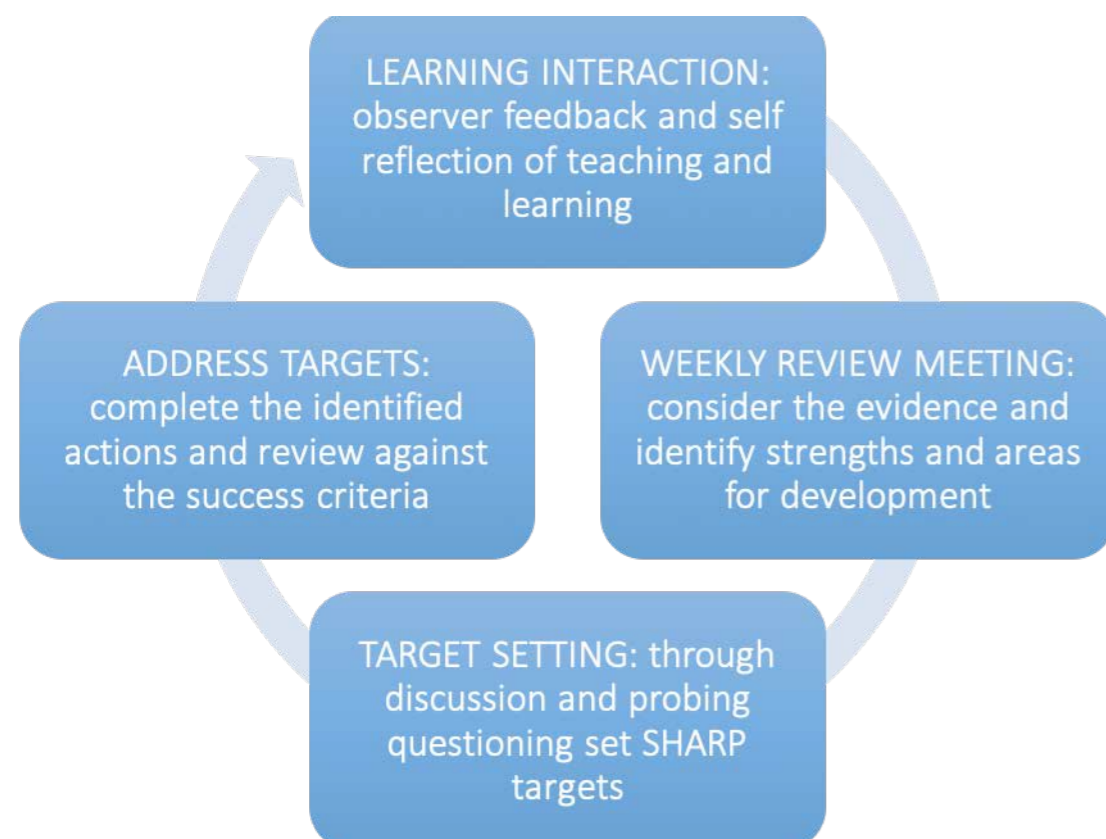 LEARNING INTERACTION:
observer feedback and self
reflection of teaching and
learning
WEEKLY REVIEW MEETING:
consider the evidence and
identify strengths and areas
for development
TARGET SETTING: through
discussion and probing
questioning set SHARP
targets
ADDRESS TARGETS:
complete the identified
actions and review against
the success criteria